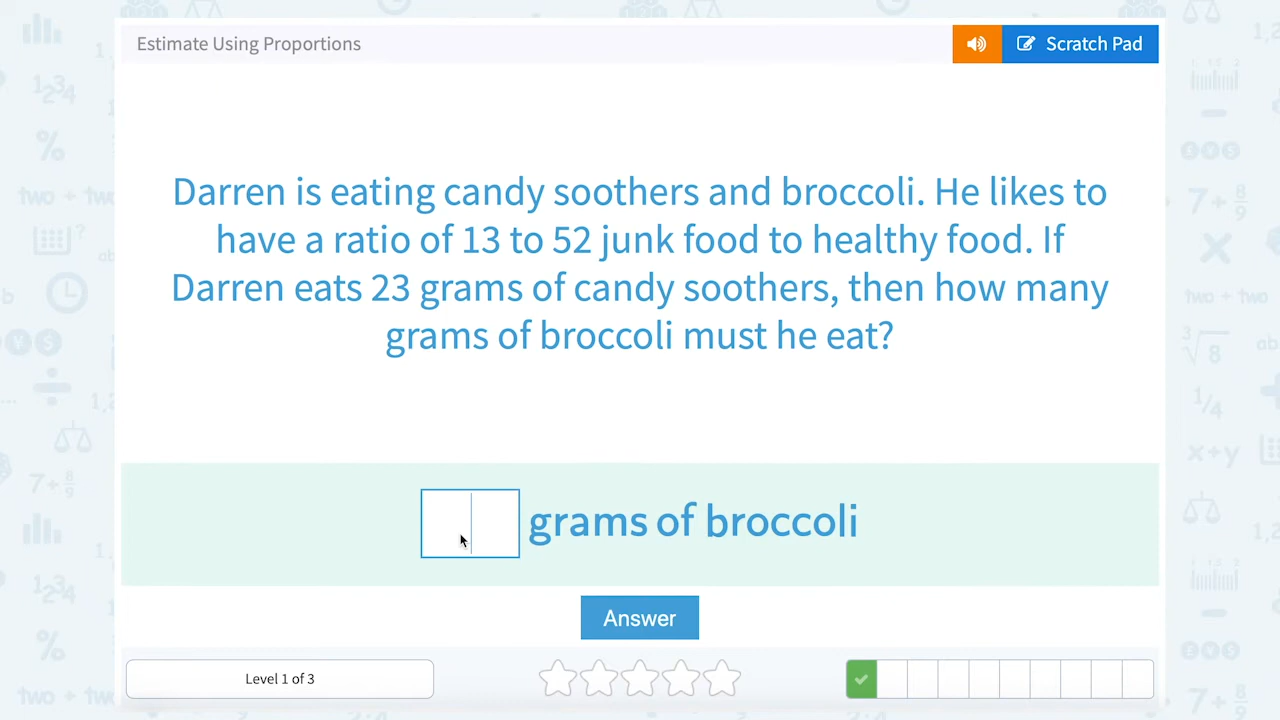 Estimate Using Proportions
Scratch Pad
Darren is eating candy soothers and broccoli. He likes to
have a ratio of 13 to 52 junk food to healthy food. If
Darren eats 23 grams of candy soothers, then how many
grams of broccoli must he eat?
grams of broccoli
Answer
Level 1 of 3